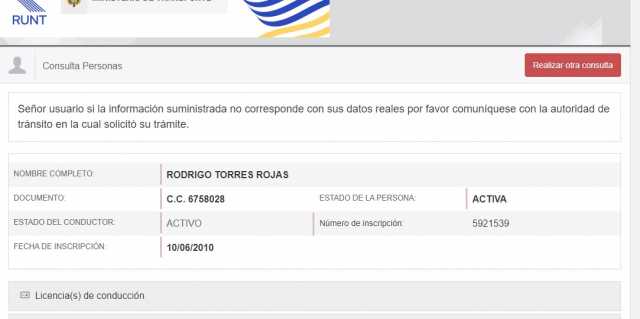 RUNT
MINISTERIO DE TRANSPORTE
Consulta Personas
Realizar otra consulta
Señor usuario si la información suministrada no corresponde con sus datos reales por favor comuníquese con la autoridad de
tránsito en la cual solicitó su trámite.
NOMBRE COMPLETO: RODRIGO TORRES ROJAS
DOCUMENTO: C.C. 6758028 ESTADO DE LA PERSONA: ACTIVA
ESTADO DEL CONDUCTOR: ACTIVO Número de inscripción: 5921539
FECHA DE INSCRIPCIÓN: 10/06/2010
Licencia(s) de conducción